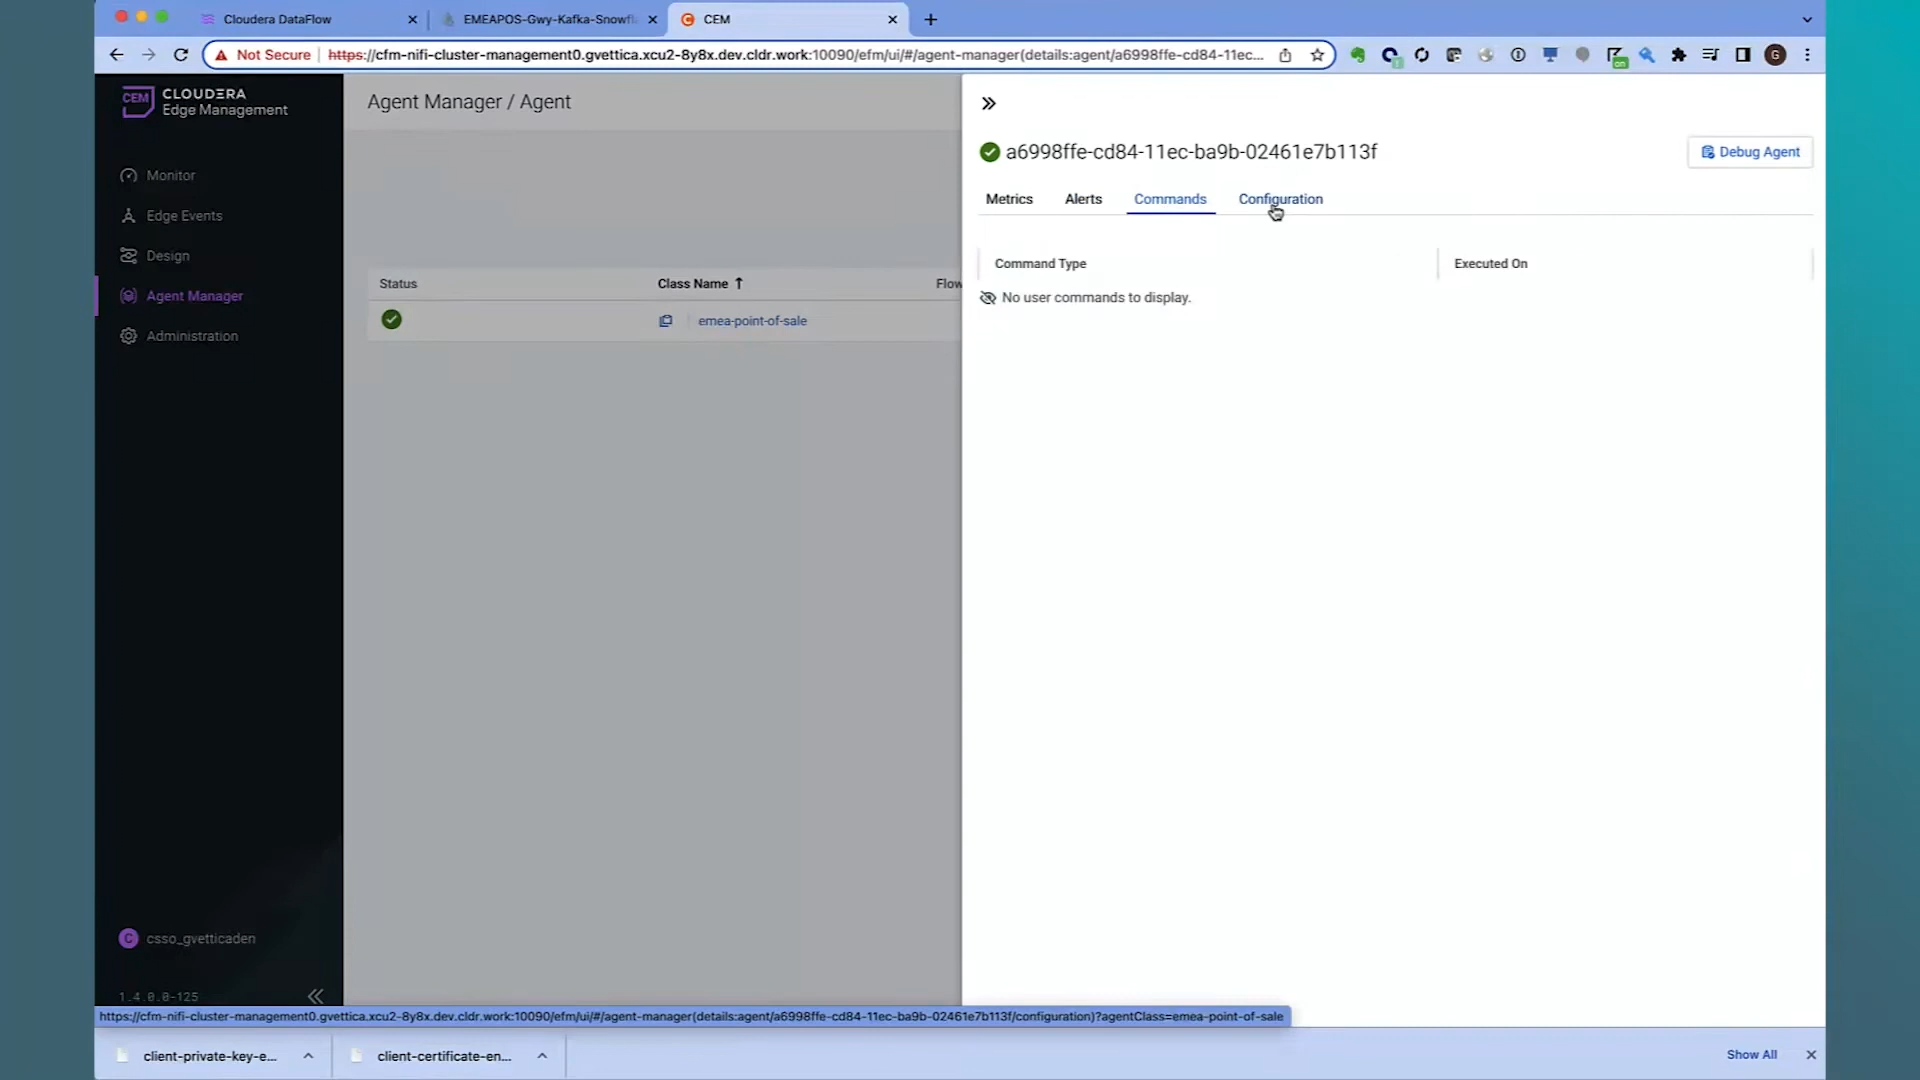 Cloudera DataFlow
EMEAPOS-Gwy-Kafka-Snowfl
CEM
Not Secure
https://cfm-nifi-cluster-management0.gvettica.xcu2-8y8x.dev.cldr.work:10090/efm/ui/#/agent-manager(details:agent/a6998ffe-cd84-11ec...
on
G
CEM
CLOUDERA
Edge Management
Monitor
Edge Events
Design
Agent Manager
Administration
C
csso_gvetticaden
1.4.0.0-125
Agent Manager / Agent
Status
Class Name
Flow
emea-point-of-sale
a6998ffe-cd84-11ec-ba9b-02461e7b113f
Debug Agent
Metrics
Alerts
Commands
Configuration
Command Type
Executed On
No user commands to display.
https://cfm-nifi-cluster-management0.gvettica.xcu2-8y8x.dev.cldr.work:10090/efm/ui/#/agent-manager(details:agent/a6998ffe-cd84-11ec-ba9b-02461e7b113f/configuration)?agentClass=emea-point-of-sale
client-private-key-e...
client-certificate-en...
Show All